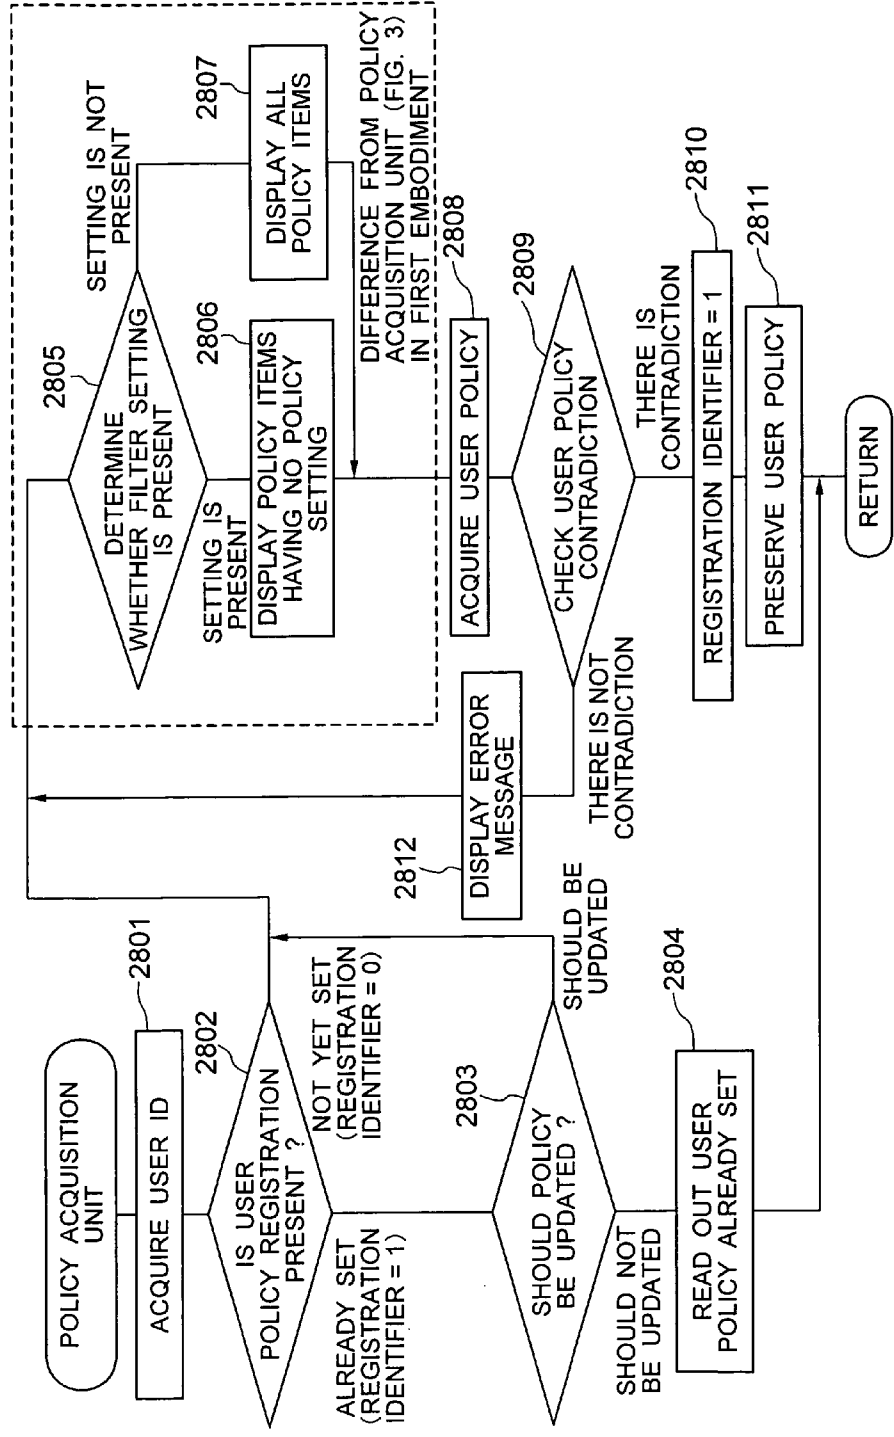 POLICY ACQUISITION
UNIT
2801
ACQUIRE USER ID
2802
IS USER
POLICY REGISTRATION
PRESENT ?
NOT YET SET
(REGISTRATION
IDENTIFIER = 0)
ALREADY SET
(REGISTRATION
IDENTIFIER = 1)
2803
SHOULD POLICY
BE UPDATED ?
SHOULD BE
UPDATED
SHOULD NOT
BE UPDATED
2804
READ OUT USER
POLICY ALREADY SET
2805
DETERMINE
WHETHER FILTER SETTING
IS PRESENT
SETTING IS NOT
PRESENT
SETTING IS
PRESENT
2806
DISPLAY POLICY ITEMS
HAVING NO POLICY
SETTING
2807
DISPLAY ALL
POLICY ITEMS
DIFFERENCE FROM POLICY
ACQUISITION UNIT (FIG. 3)
IN FIRST EMBODIMENT
2808
ACQUIRE USER POLICY
2809
CHECK USER POLICY
CONTRADICTION
2812
DISPLAY ERROR
MESSAGE
THERE IS NOT
CONTRADICTION
THERE IS
CONTRADICTION
2810
REGISTRATION IDENTIFIER = 1
2811
PRESERVE USER POLICY
RETURN